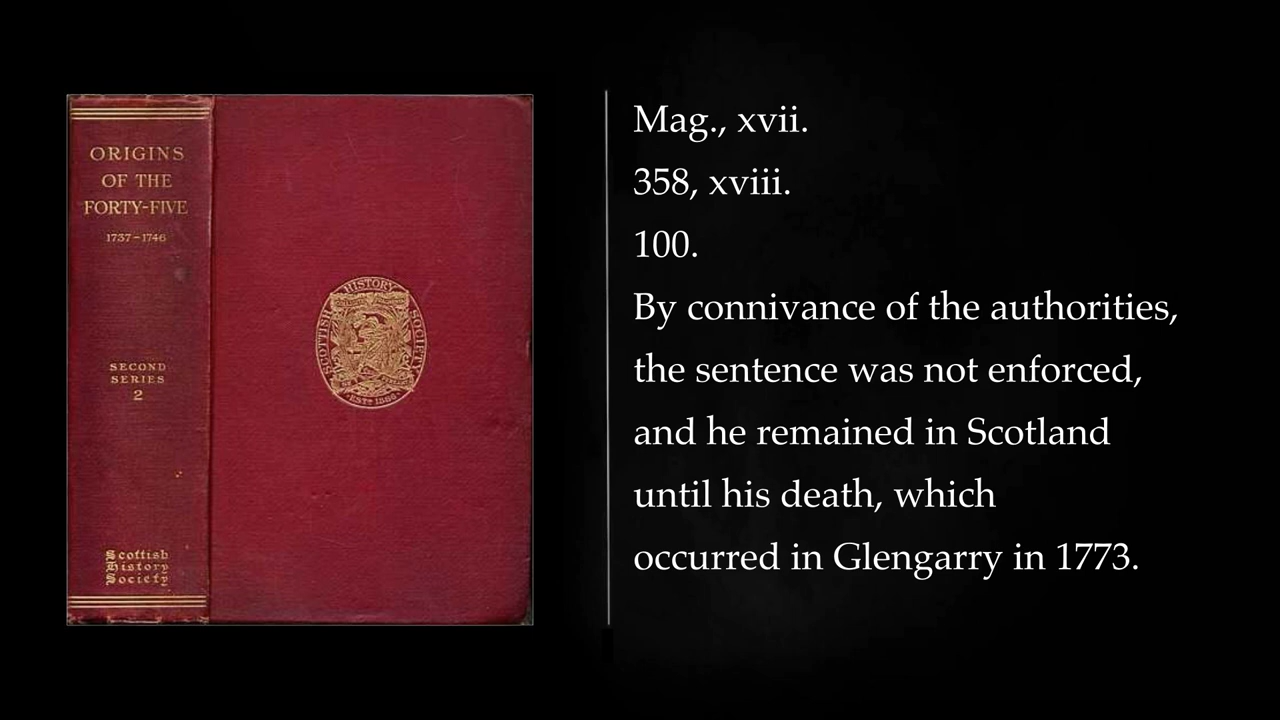 ORIGINS
OF THE
FORTY-FIVE
1737-1746
SECOND
SERIES
2
Scottish
History
Society
SCOTTISH HISTORY SOCIETY
ESTD 1886
Mag., xvii.
358, xviii.
100.
By connivance of the authorities,
the sentence was not enforced,
and he remained in Scotland
until his death, which
occurred in Glengarry in 1773.